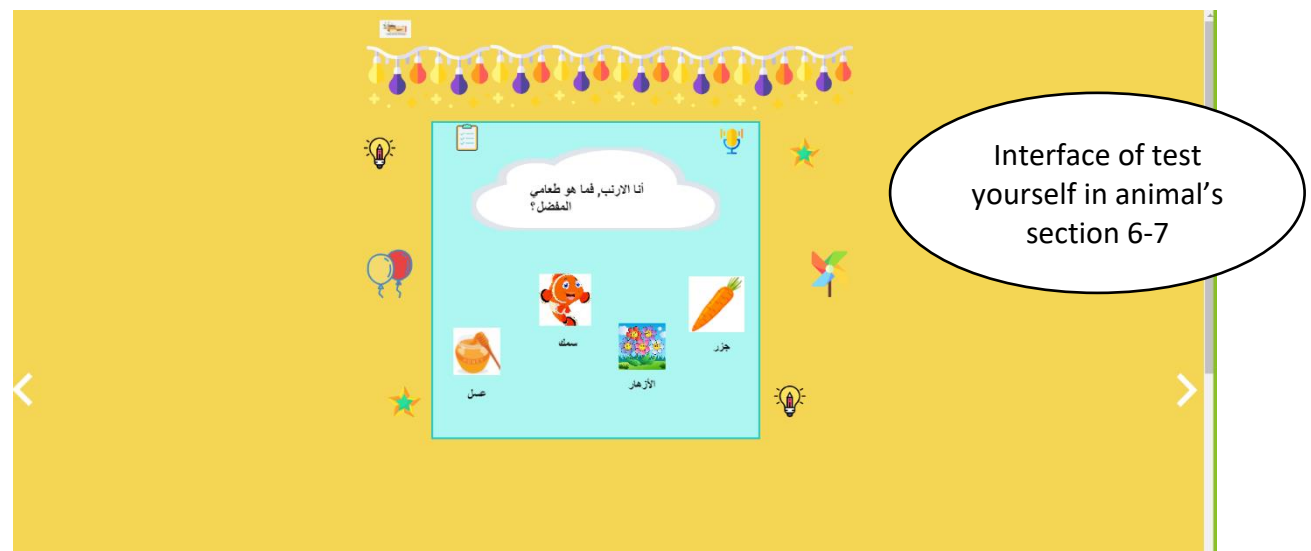 أنا الارنب, فما هو طعامي
المفضل؟
جزر
سمك
الأزهار
عسل
Interface of test
yourself in animal's
section 6-7